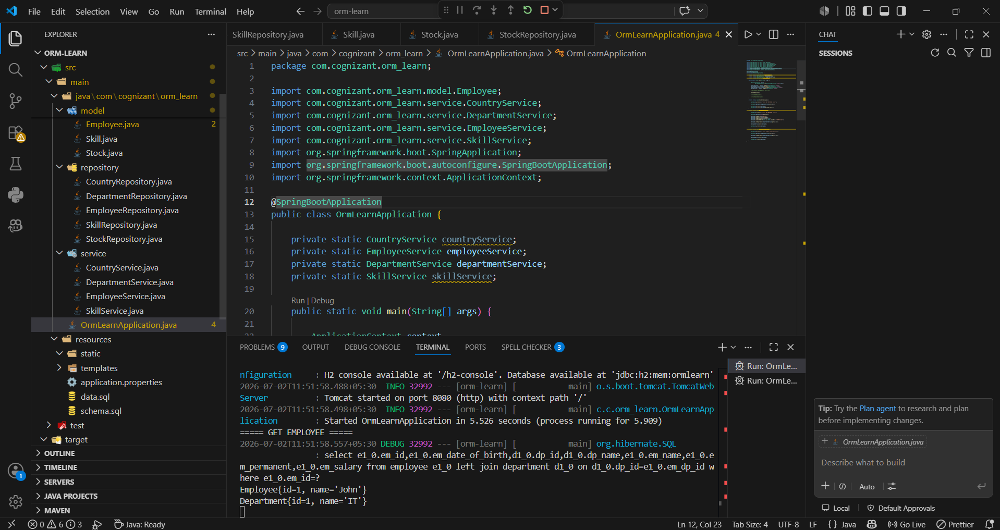 File Edit Selection View Go Run Terminal Help
orm-learn
EXPLORER
ORM-LEARN
src
main
java\com\cognizant\orm_learn
model
Employee.java 2
Skill.java
Stock.java
repository
CountryRepository.java
DepartmentRepository.java
EmployeeRepository.java
SkillRepository.java
StockRepository.java
service
CountryService.java
DepartmentService.java
EmployeeService.java
SkillService.java
OrmLearnApplication.java 4
resources
static
templates
application.properties
data.sql
schema.sql
test
target
OUTLINE
TIMELINE
SERVERS
JAVA PROJECTS
MAVEN
1
SkillRepository.java Skill.java Stock.java StockRepository.java OrmLearnApplication.java 4
src > main > java > com > cognizant > orm_learn > OrmLearnApplication.java > OrmLearnApplication
1 package com.cognizant.orm_learn;
2
3 import com.cognizant.orm_learn.model.Employee;
4 import com.cognizant.orm_learn.service.CountryService;
5 import com.cognizant.orm_learn.service.DepartmentService;
6 import com.cognizant.orm_learn.service.EmployeeService;
7 import com.cognizant.orm_learn.service.SkillService;
8 import org.springframework.boot.SpringApplication;
9 import org.springframework.boot.autoconfigure.SpringBootApplication;
10 import org.springframework.context.ApplicationContext;
11
12 @SpringBootApplication
13 public class OrmLearnApplication {
14
15 private static CountryService countryService;
16 private static EmployeeService employeeService;
17 private static DepartmentService departmentService;
18 private static SkillService skillService;
19
Run | Debug
20 public static void main(String[] args) {
21
22 ApplicationContext context
PROBLEMS 9 OUTPUT DEBUG CONSOLE TERMINAL PORTS SPELL CHECKER 3
nfiguration : H2 console available at '/h2-console'. Database available at 'jdbc:h2:mem:ormlearn'
2026-07-02T11:51:58.488+05:30 INFO 32992 --- [orm-learn] [ main] o.s.boot.tomcat.TomcatWeb
Server : Tomcat started on port 8080 (http) with context path '/'
2026-07-02T11:51:58.498+05:30 INFO 32992 --- [orm-learn] [ main] c.c.orm_learn.OrmLearnApp
lication : Started OrmLearnApplication in 5.526 seconds (process running for 5.909)
===== GET EMPLOYEE =====
2026-07-02T11:51:58.557+05:30 DEBUG 32992 --- [orm-learn] [ main] org.hibernate.SQL
: select e1_0.em_id,e1_0.em_date_of_birth,d1_0.dp_id,d1_0.dp_name,e1_0.em_name,e1_0.e
m_permanent,e1_0.em_salary from employee e1_0 left join department d1_0 on d1_0.dp_id=e1_0.em_dp_id w
here e1_0.em_id=?
Employee{id=1, name='John'}
Department{id=1, name='IT'}
Run: OrmLe...
Run: OrmLe...
CHAT
SESSIONS
Tip: Try the Plan agent to research and plan
before implementing changes.
OrmLearnApplication.java
Describe what to build
Auto
Local Default Approvals
0 6 3 Java: Ready
Ln 12, Col 23 Tab Size: 4 UTF-8 LF {} Java Go Live Prettier